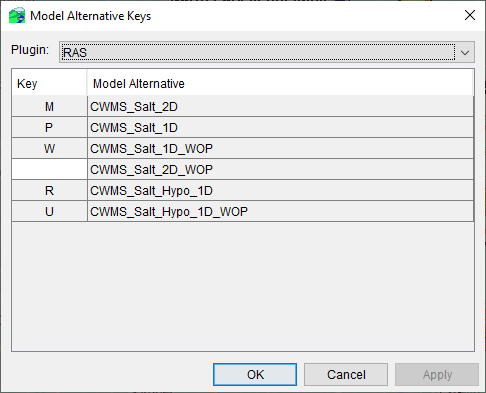 Model Alternative Keys
Plugin: RAS
Key Model Alternative
M CWMS_Salt_2D
P CWMS_Salt_1D
W CWMS_Salt_1D_WOP
CWMS_Salt_2D_WOP
R CWMS_Salt_Hypo_1D
U CWMS_Salt_Hypo_1D_WOP
OK Cancel Apply